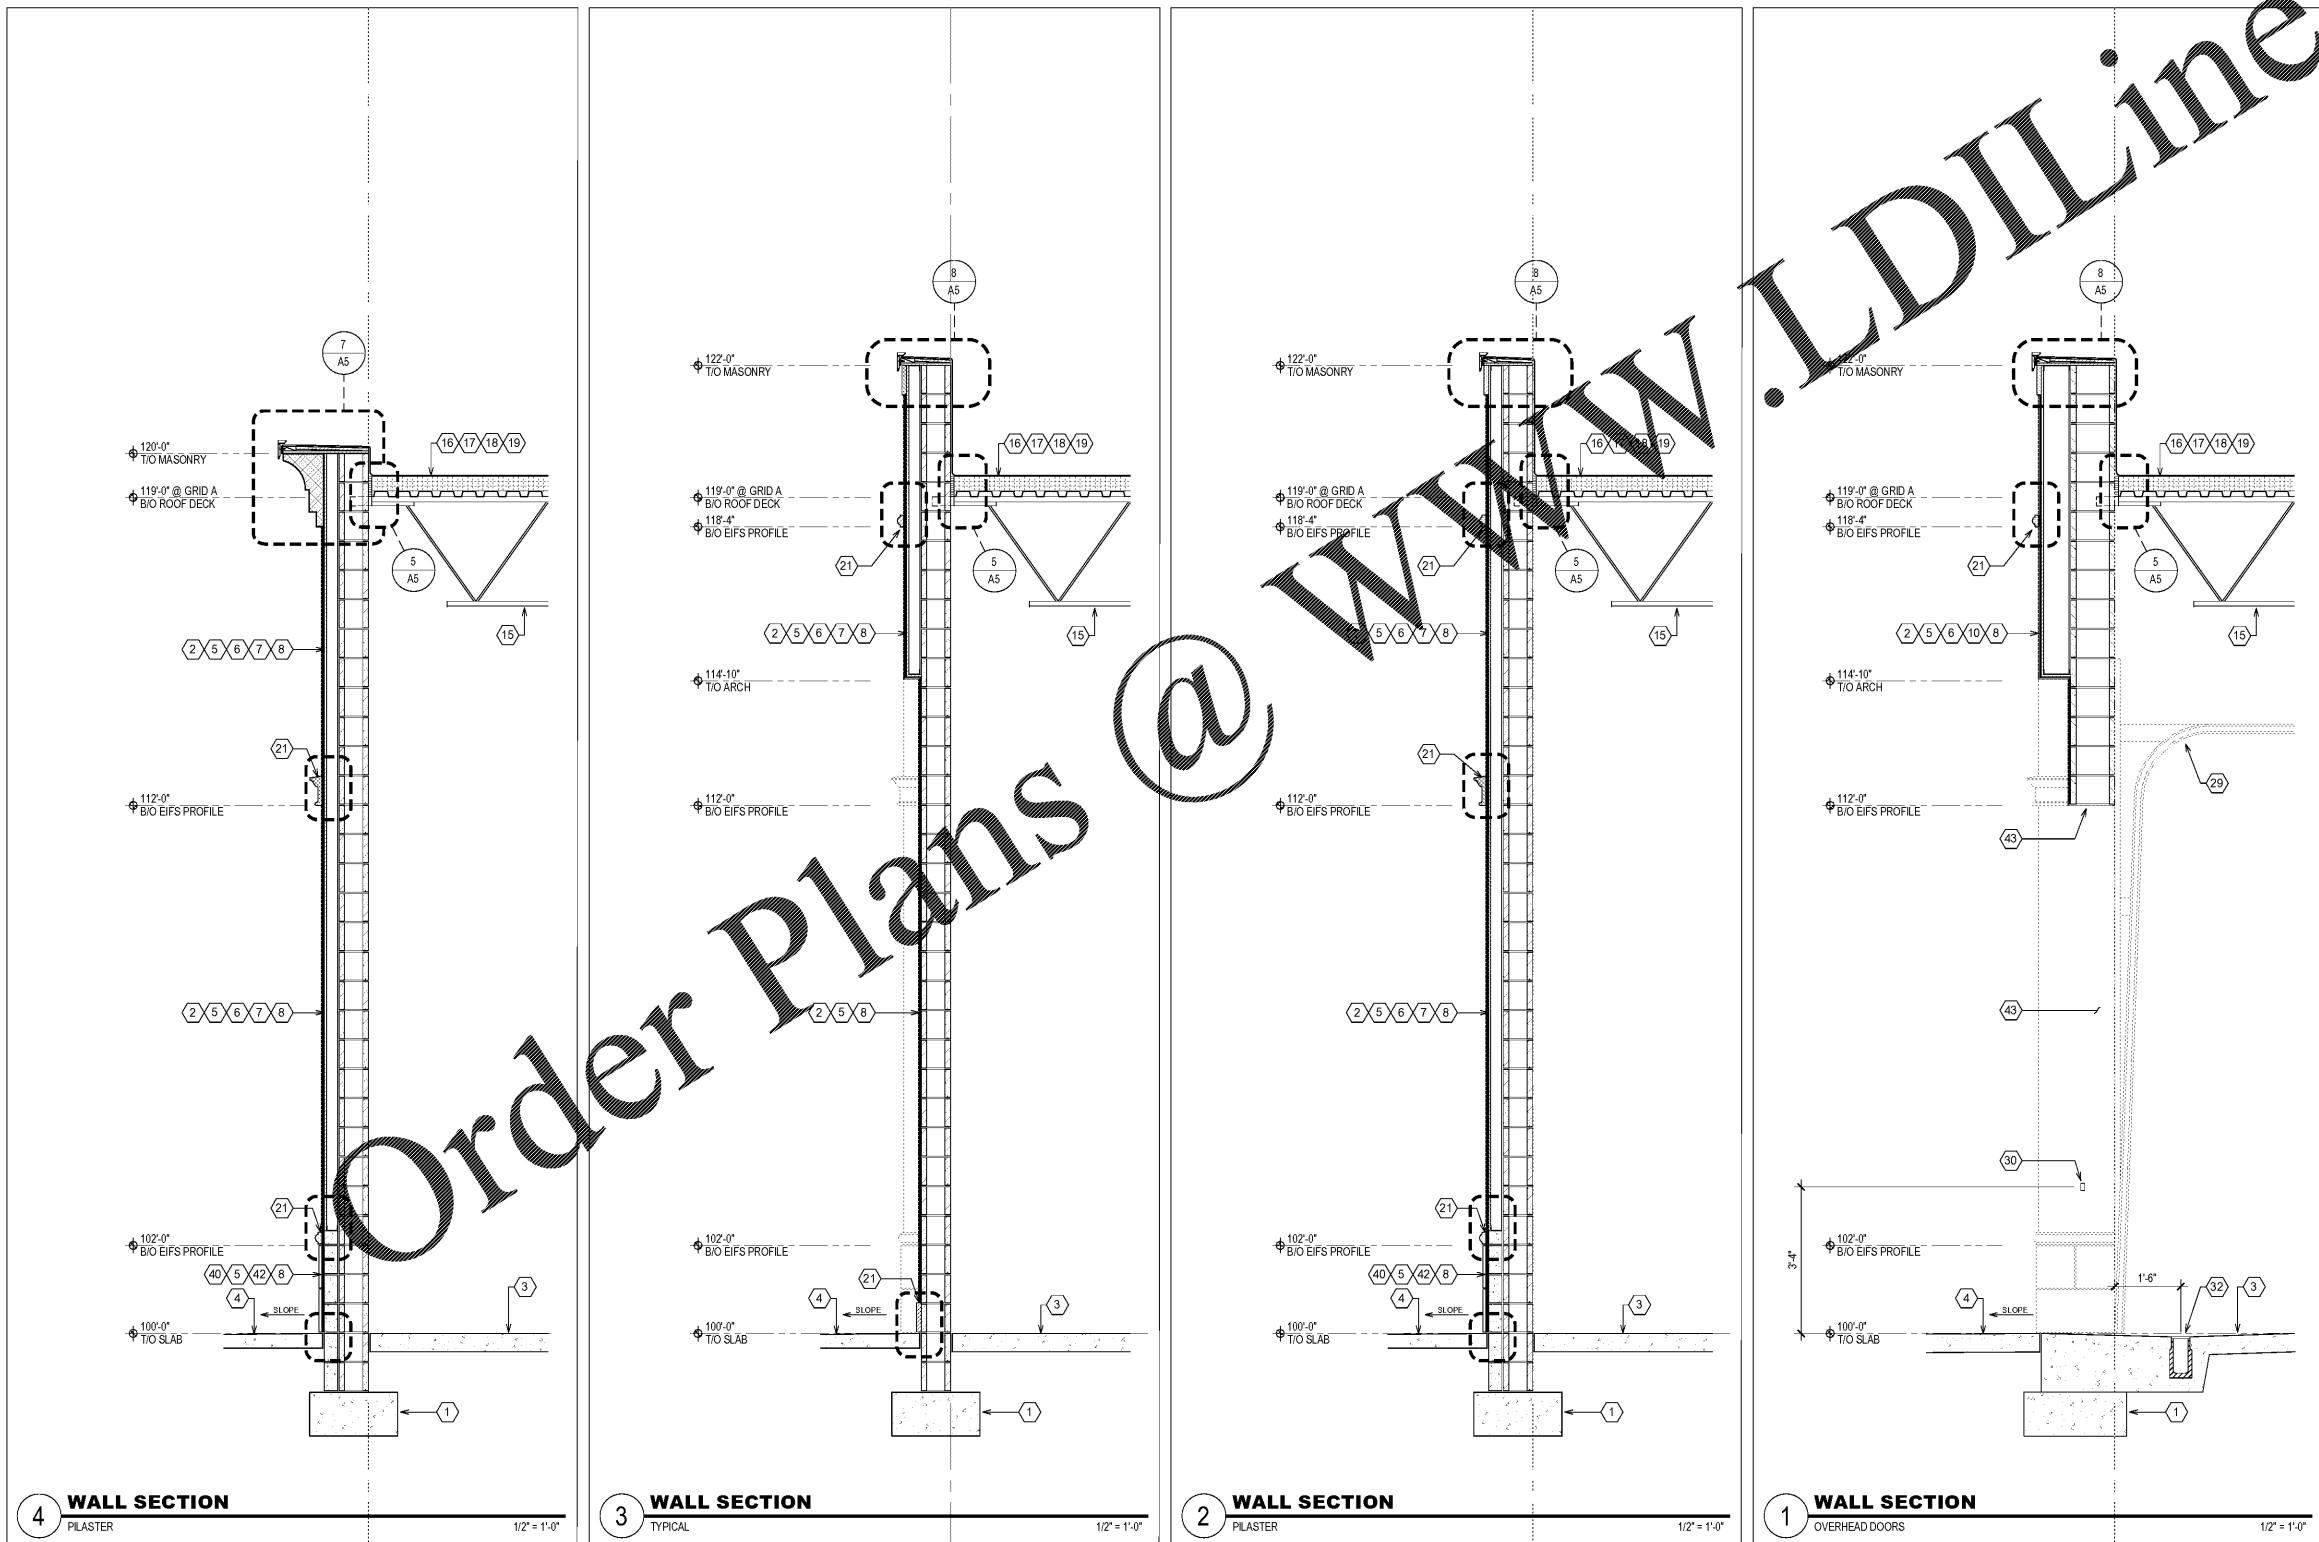 7
A5
120'-0"
T/O MASONRY
16 17 18 19
119'-0" @ GRID A
B/O ROOF DECK
5
A5
15
2 5 6 7 8
21
112'-0"
B/O EIFS PROFILE
2 5 6 7 8
21
102'-0"
B/O EIFS PROFILE
40 5 42 8
4
SLOPE
3
100'-0"
T/O SLAB
1
4
WALL SECTION
PILASTER
1/2" = 1'-0"
8
A5
122'-0"
T/O MASONRY
16 17 18 19
119'-0" @ GRID A
B/O ROOF DECK
118'-4"
B/O EIFS PROFILE
21
5
A5
15
2 5 6 7 8
114'-10"
T/O ARCH
112'-0"
B/O EIFS PROFILE
2 5 8
102'-0"
B/O EIFS PROFILE
21
4
SLOPE
3
100'-0"
T/O SLAB
1
3
WALL SECTION
TYPICAL
1/2" = 1'-0"
8
A5
122'-0"
T/O MASONRY
16 18 19
119'-0" @ GRID A
B/O ROOF DECK
118'-4"
B/O EIFS PROFILE
21
5
A5
15
5 6 7 8
21
112'-0"
B/O EIFS PROFILE
2 5 6 7 8
21
102'-0"
B/O EIFS PROFILE
40 5 42 8
4
SLOPE
3
100'-0"
T/O SLAB
1
2
WALL SECTION
PILASTER
1/2" = 1'-0"
8
A5
122'-0"
T/O MASONRY
16 17 18 19
119'-0" @ GRID A
B/O ROOF DECK
118'-4"
B/O EIFS PROFILE
21
5
A5
15
2 5 6 10 8
114'-10"
T/O ARCH
29
112'-0"
B/O EIFS PROFILE
43
43
30
3'-4"
102'-0"
B/O EIFS PROFILE
1'-6"
4
SLOPE
32
3
100'-0"
T/O SLAB
1
1
WALL SECTION
OVERHEAD DOORS
1/2" = 1'-0"
Order Plans @ www.LDILine